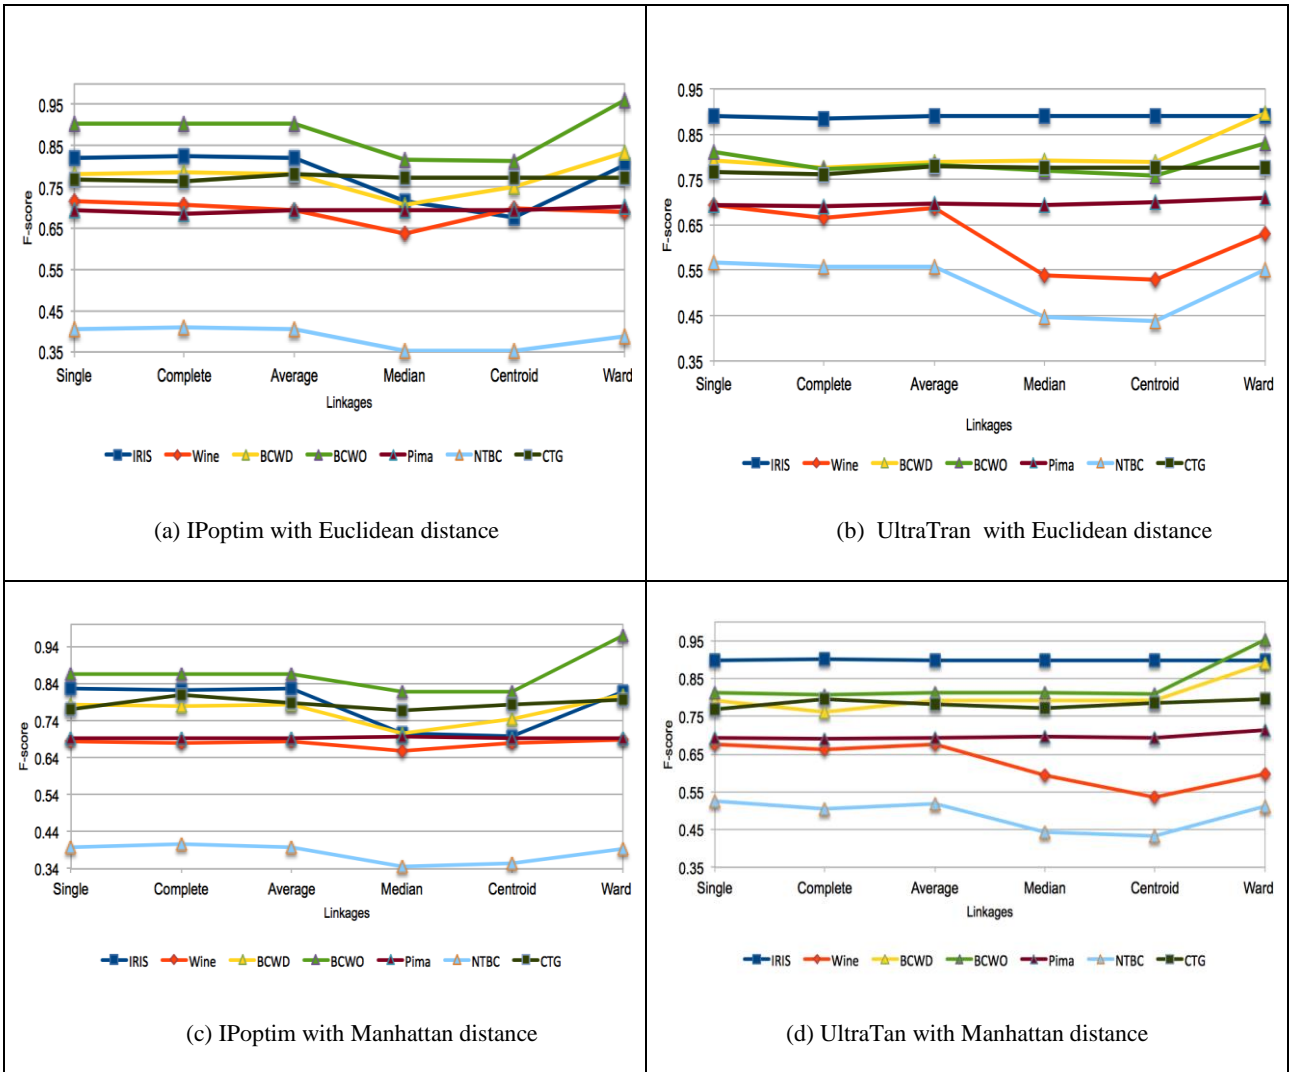 0.95
0.85
0.75
0.65
0.55
0.45
0.35
F-score
Single Complete Average Median Centroid Ward
Linkages
IRIS Wine BCWD BCWO Pima NTBC CTG
(a) IPoptim with Euclidean distance
0.95
0.85
0.75
0.65
0.55
0.45
0.35
F-score
Single Complete Average Median Centroid Ward
Linkages
IRIS Wine BCWD BCWO Pima NTBC CTG
(b) UltraTran with Euclidean distance
0.94
0.84
0.74
0.64
0.54
0.44
0.34
F-score
Single Complete Average Median Centroid Ward
Linkages
IRIS Wine BCWD BCWO Pima NTBC CTG
(c) IPoptim with Manhattan distance
0.95
0.85
0.75
0.65
0.55
0.45
0.35
F-score
Single Complete Average Median Centroid Ward
Linkages
IRIS Wine BCWD BCWO Pima NTBC CTG
(d) UltraTan with Manhattan distance